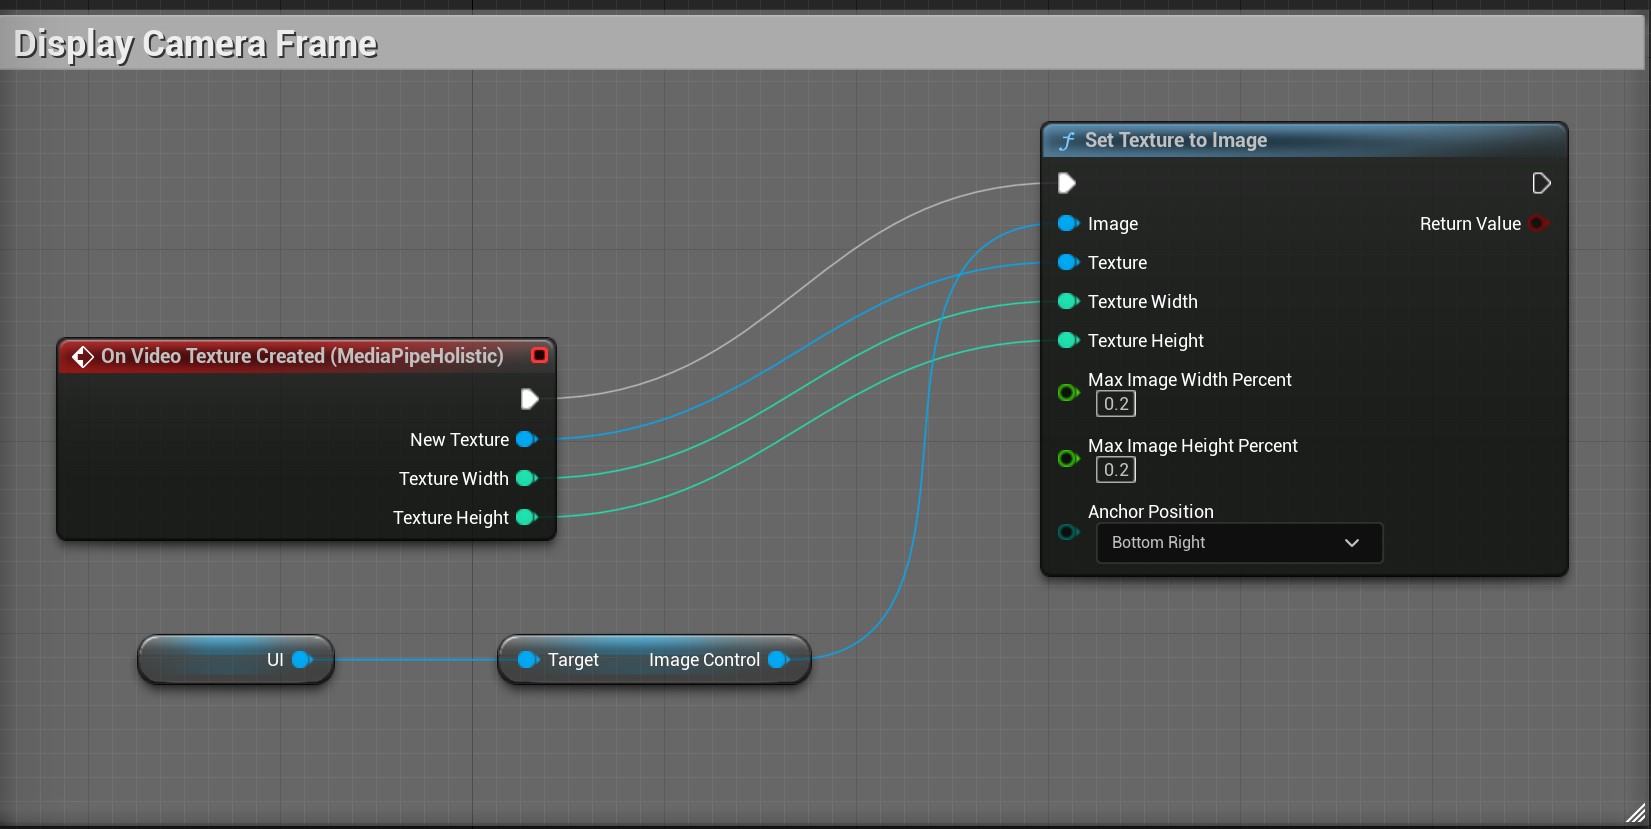 Display Camera Frame
Set Texture to Image
Image
Return Value
Texture
Texture Width
Texture Height
Max Image Width Percent
0.2
Max Image Height Percent
0.2
Anchor Position
Bottom Right
On Video Texture Created (MediaPipeHolistic)
New Texture
Texture Width
Texture Height
UI
Target
Image Control